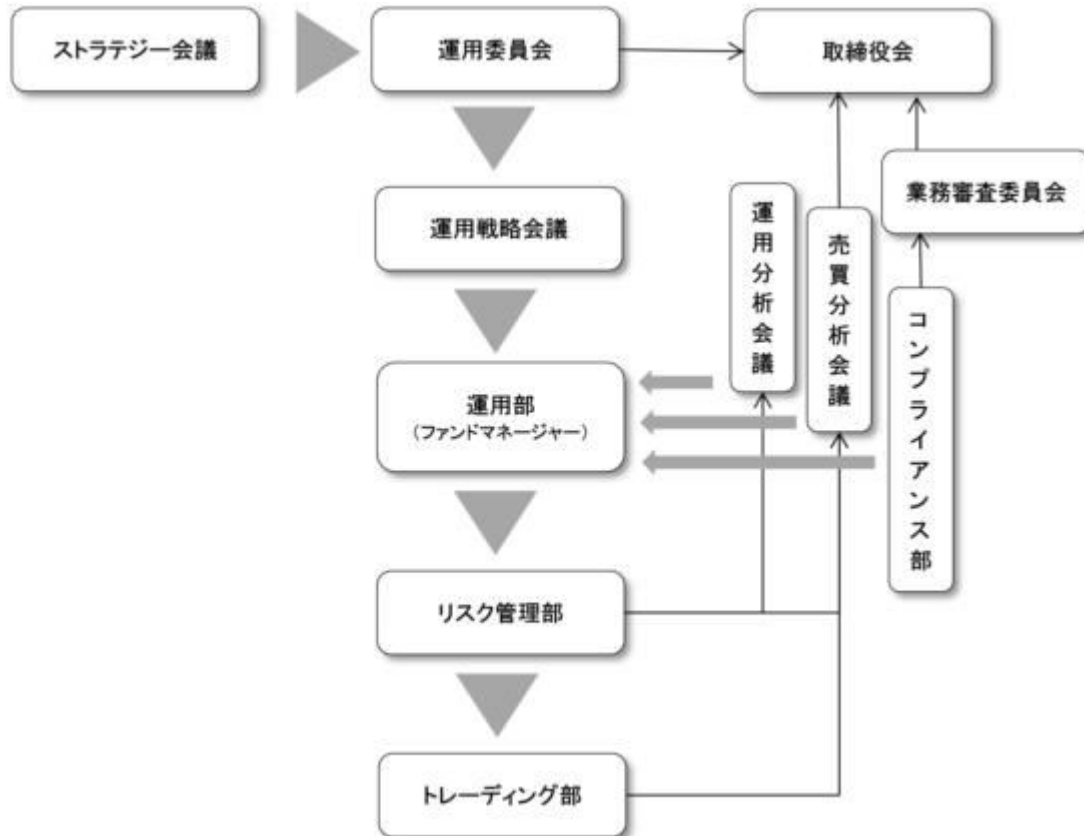 ストラテジー会議
運用委員会
取締役会
業務審査委員会
運用戦略会議
運用分析会議
売買分析会議
コンプライアンス部
運用部
(ファンドマネージャー)
リスク管理部
トレーディング部